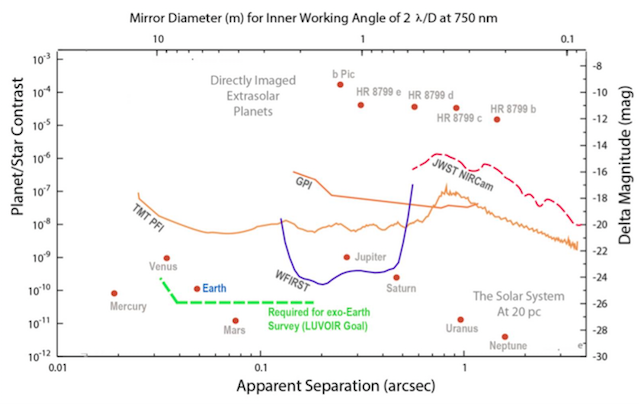 Mirror Diameter (m) for Inner Working Angle of 2 λ/D at 750 nm
10 1 0.1
Planet/Star Contrast
Delta Magnitude
10-3
10-4
10-5
10-6
10-7
10-8
10-9
10-10
10-11
10-12
-8
-10
-12
-14
-16
-18
-20
-22
-24
-26
-28
-30
Directly Imaged
Extrasolar
Planets
b Pic
HR 8799 e
HR 8799 d
HR 8799 c
HR 8799 b
JWST NIRCam
GPI
TMT PFI
WFIRST
Venus
Earth
Jupiter
Saturn
Mercury
Mars
Uranus
Neptune
Required for exo-Earth
Survey (LUVOIR Goal)
The Solar System
At 20 pc
e
0.01 0.1 1
Apparent Separation (arcsec)